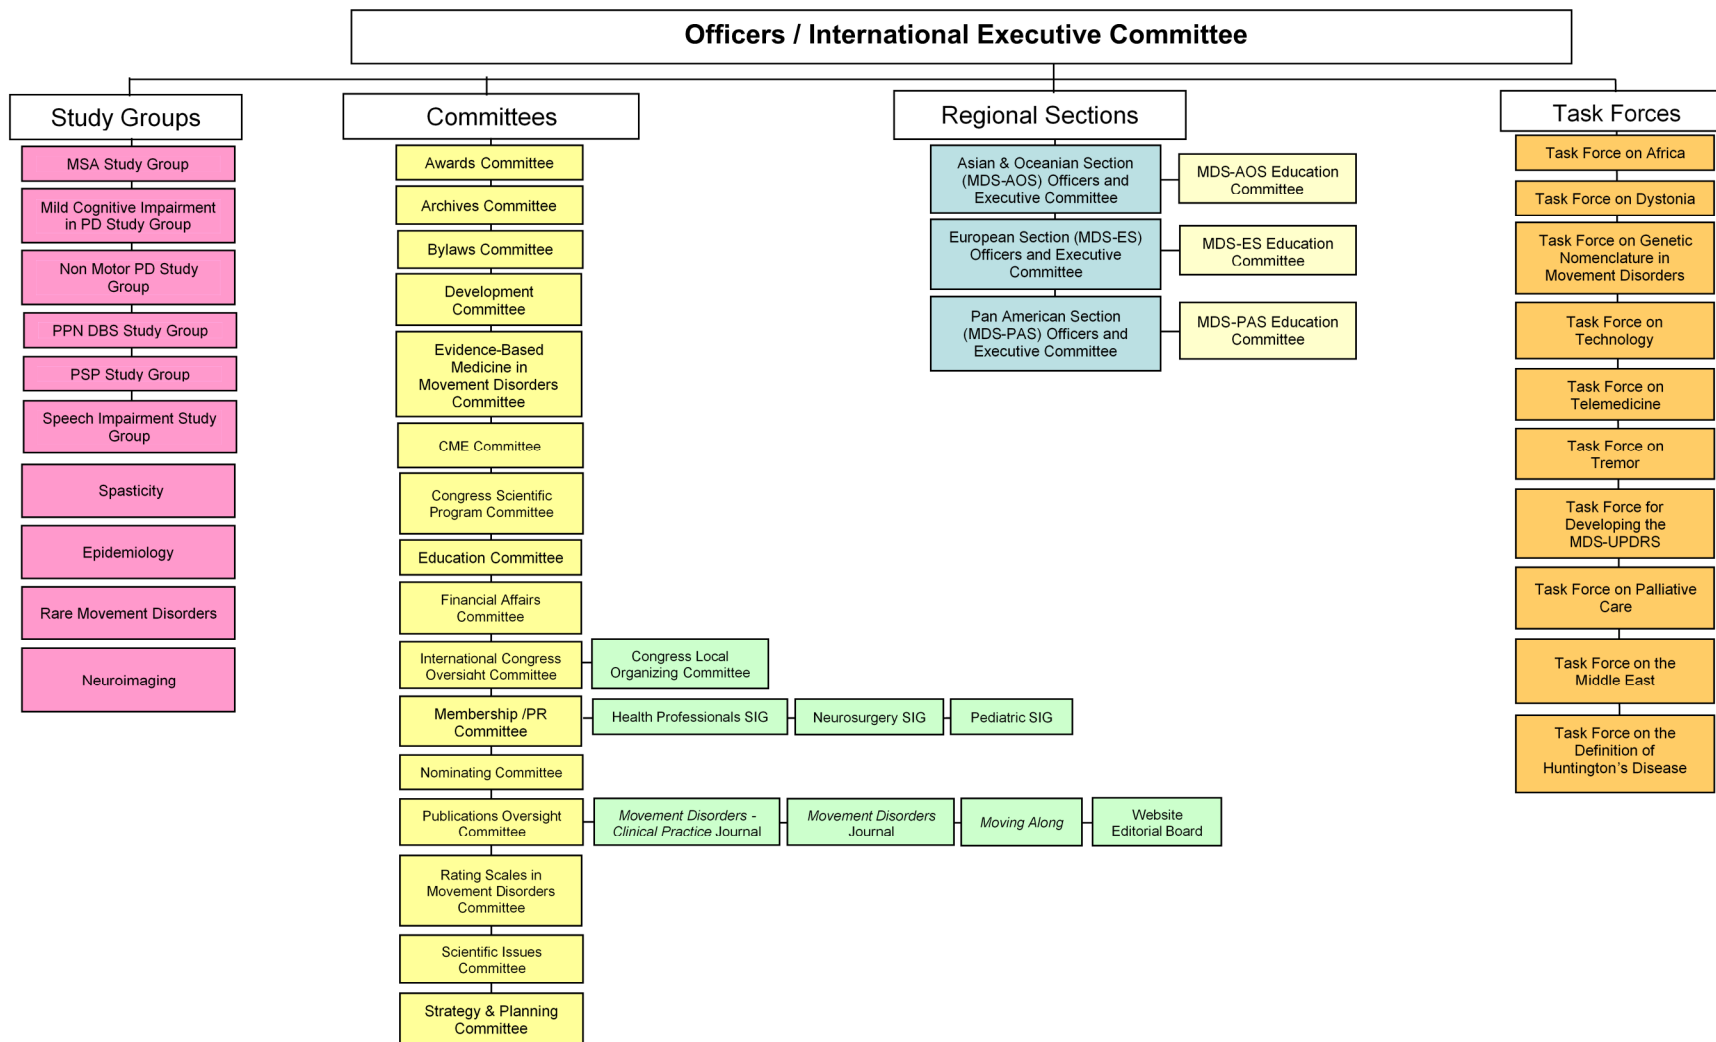 Officers / International Executive Committee
Study Groups
MSA Study Group
Mild Cognitive Impairment
in PD Study Group
Non Motor PD Study
Group
PPN DBS Study Group
PSP Study Group
Speech Impairment Study
Group
Spasticity
Epidemiology
Rare Movement Disorders
Neuroimaging
Committees
Awards Committee
Archives Committee
Bylaws Committee
Development
Committee
Evidence-Based
Medicine in
Movement Disorders
Committee
CME Committee
Congress Scientific
Program Committee
Education Committee
Financial Affairs
Committee
International Congress
Oversight Committee
Congress Local
Organizing Committee
Membership /PR
Committee
Health Professionals SIG
Neurosurgery SIG
Pediatric SIG
Nominating Committee
Publications Oversight
Committee
Movement Disorders -
Clinical Practice Journal
Movement Disorders
Journal
Moving Along
Website
Editorial Board
Rating Scales in
Movement Disorders
Committee
Scientific Issues
Committee
Strategy & Planning
Committee
Regional Sections
Asian & Oceanian Section
(MDS-AOS) Officers and
Executive Committee
MDS-AOS Education
Committee
European Section (MDS-ES)
Officers and Executive
Committee
MDS-ES Education
Committee
Pan American Section
(MDS-PAS) Officers and
Executive Committee
MDS-PAS Education
Committee
Task Forces
Task Force on Africa
Task Force on Dystonia
Task Force on Genetic
Nomenclature in
Movement Disorders
Task Force on
Technology
Task Force on
Telemedicine
Task Force on
Tremor
Task Force for
Developing the
MDS-UPDRS
Task Force on Palliative
Care
Task Force on the
Middle East
Task Force on the
Definition of
Huntington's Disease